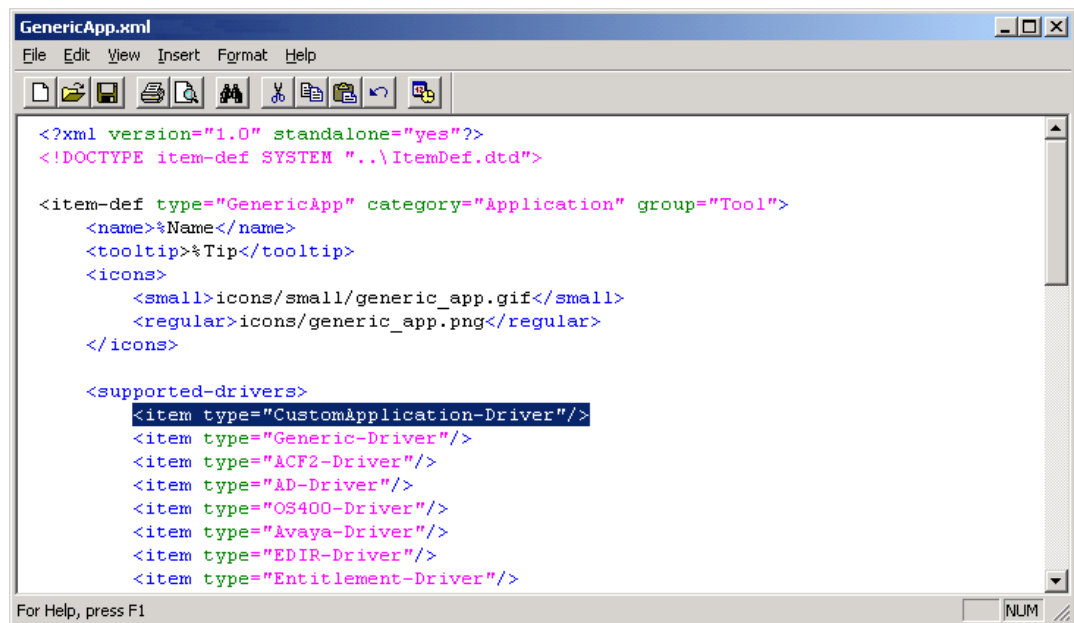 GenericApp.xml
File Edit View Insert Format Help
<?xml version="1.0" standalone="yes"?>
<!DOCTYPE item-def SYSTEM "..\ItemDef.dtd">
<item-def type="GenericApp" category="Application" group="Tool">
<name>%Name</name>
<tooltip>%Tip</tooltip>
<icons>
<small>icons/small/generic_app.gif</small>
<regular>icons/generic_app.png</regular>
</icons>
<supported-drivers>
<item type="CustomApplication-Driver"/>
<item type="Generic-Driver"/>
<item type="ACF2-Driver"/>
<item type="AD-Driver"/>
<item type="OS400-Driver"/>
<item type="Avaya-Driver"/>
<item type="EDIR-Driver"/>
<item type="Entitlement-Driver"/>
For Help, press F1 NUM